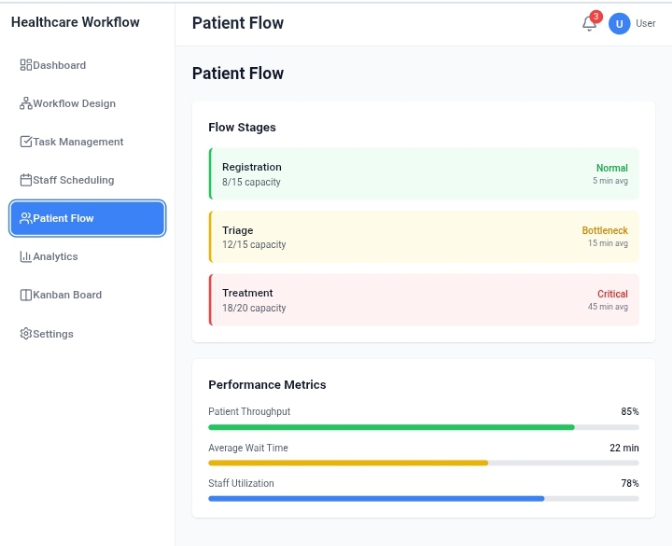 Healthcare Workflow
Dashboard
Workflow Design
Task Management
Staff Scheduling
Patient Flow
Analytics
Kanban Board
Settings
Patient Flow
3
U
User
Patient Flow
Flow Stages
Registration
8/15 capacity
Normal
5 min avg
Triage
12/15 capacity
Bottleneck
15 min avg
Treatment
18/20 capacity
Critical
45 min avg
Performance Metrics
Patient Throughput 85%
Average Wait Time 22 min
Staff Utilization 78%